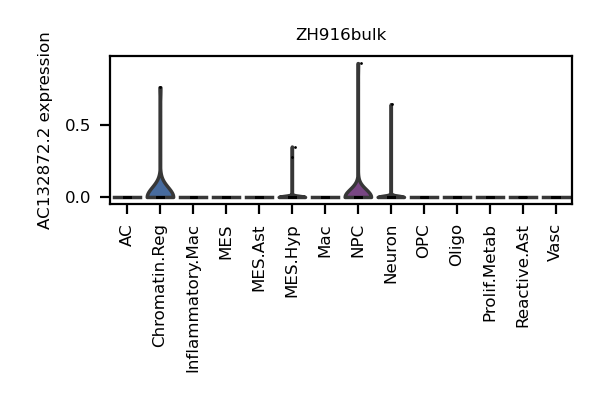 ZH916bulk
AC132872.2 expression
0.5
0.0
AC
Chromatin.Reg
Inflammatory.Mac
MES
MES.Ast
MES.Hyp
Mac
NPC
Neuron
OPC
Oligo
Prolif.Metab
Reactive.Ast
Vasc